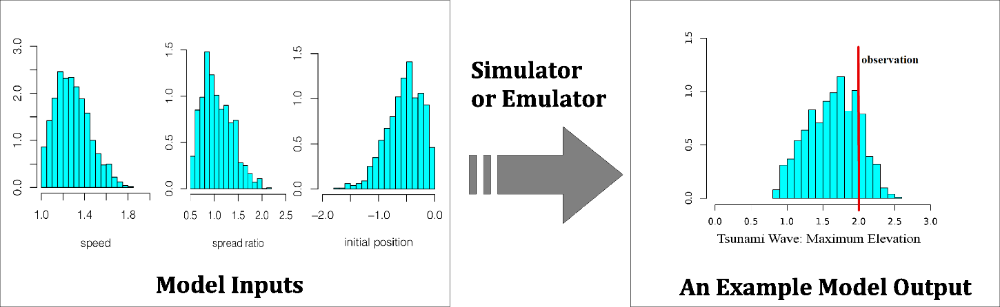 3.0
2.0
1.0
0.0
1.0 1.4 1.8
speed
1.5
1.0
0.5
0.0
0.5 1.0 1.5 2.0 2.5
spread ratio
1.5
1.0
0.5
0.0
−2.0 −1.0 0.0
initial position
Model Inputs
Simulator
or Emulator
observation
1.5
1.0
0.5
0.0
0.0 0.5 1.0 1.5 2.0 2.5 3.0
Tsunami Wave: Maximum Elevation
An Example Model Output